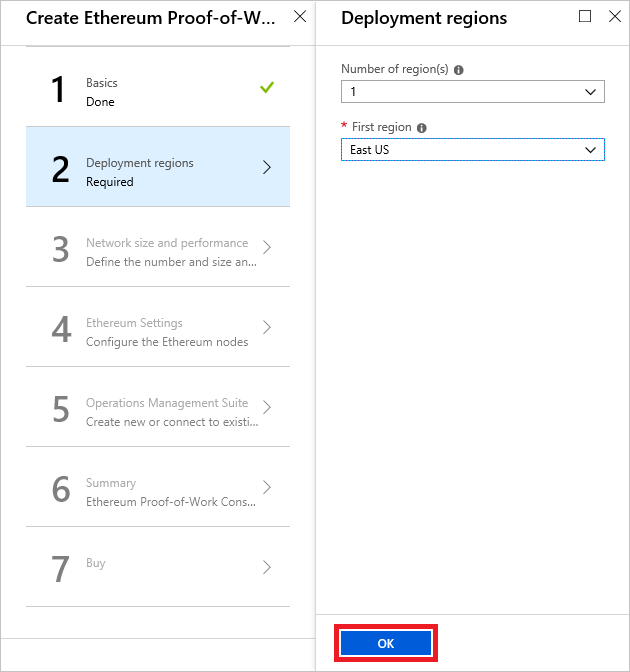 Create Ethereum Proof-of-W...
1
Basics
Done
2
Deployment regions
Required
3
Network size and performance
Define the number and size an...
4
Ethereum Settings
Configure the Ethereum nodes
5
Operations Management Suite
Create new or connect to existi...
6
Summary
Ethereum Proof-of-Work Cons...
7
Buy
Deployment regions
Number of region(s)
1
* First region
East US
OK